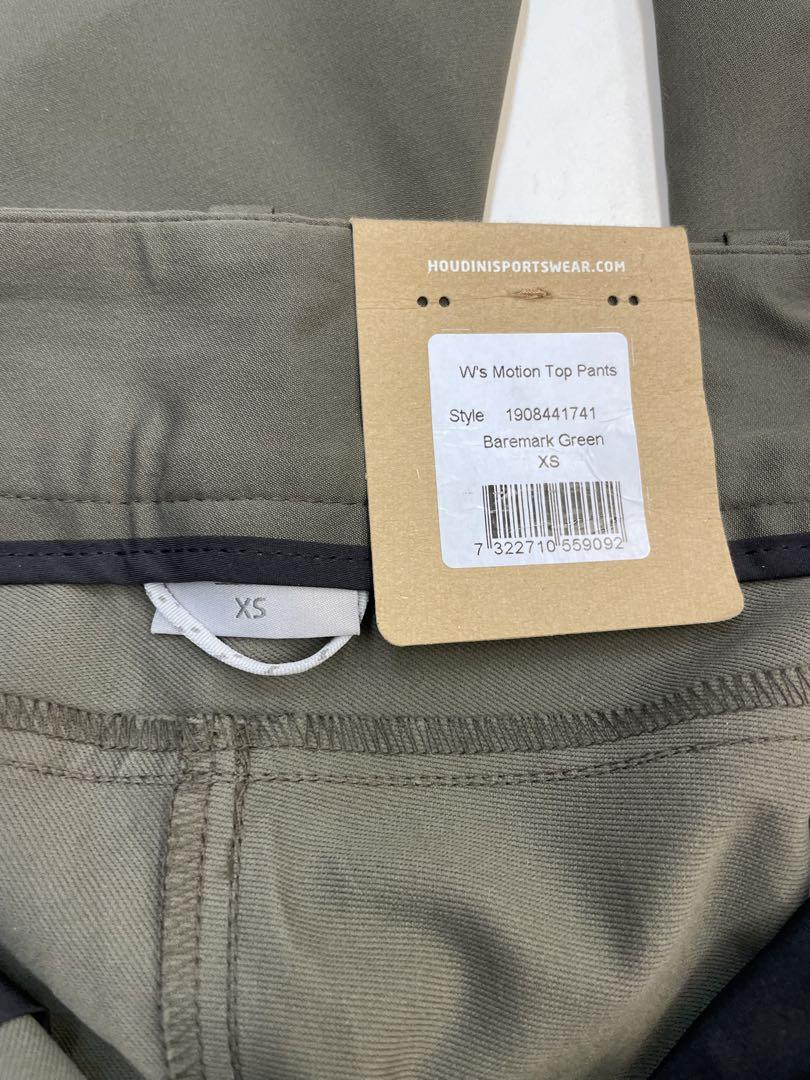 HOUDINISPORTSWEAR.COM
W's Motion Top Pants
Style 1908441741
Baremark Green
XS
7 322710 559092
XS